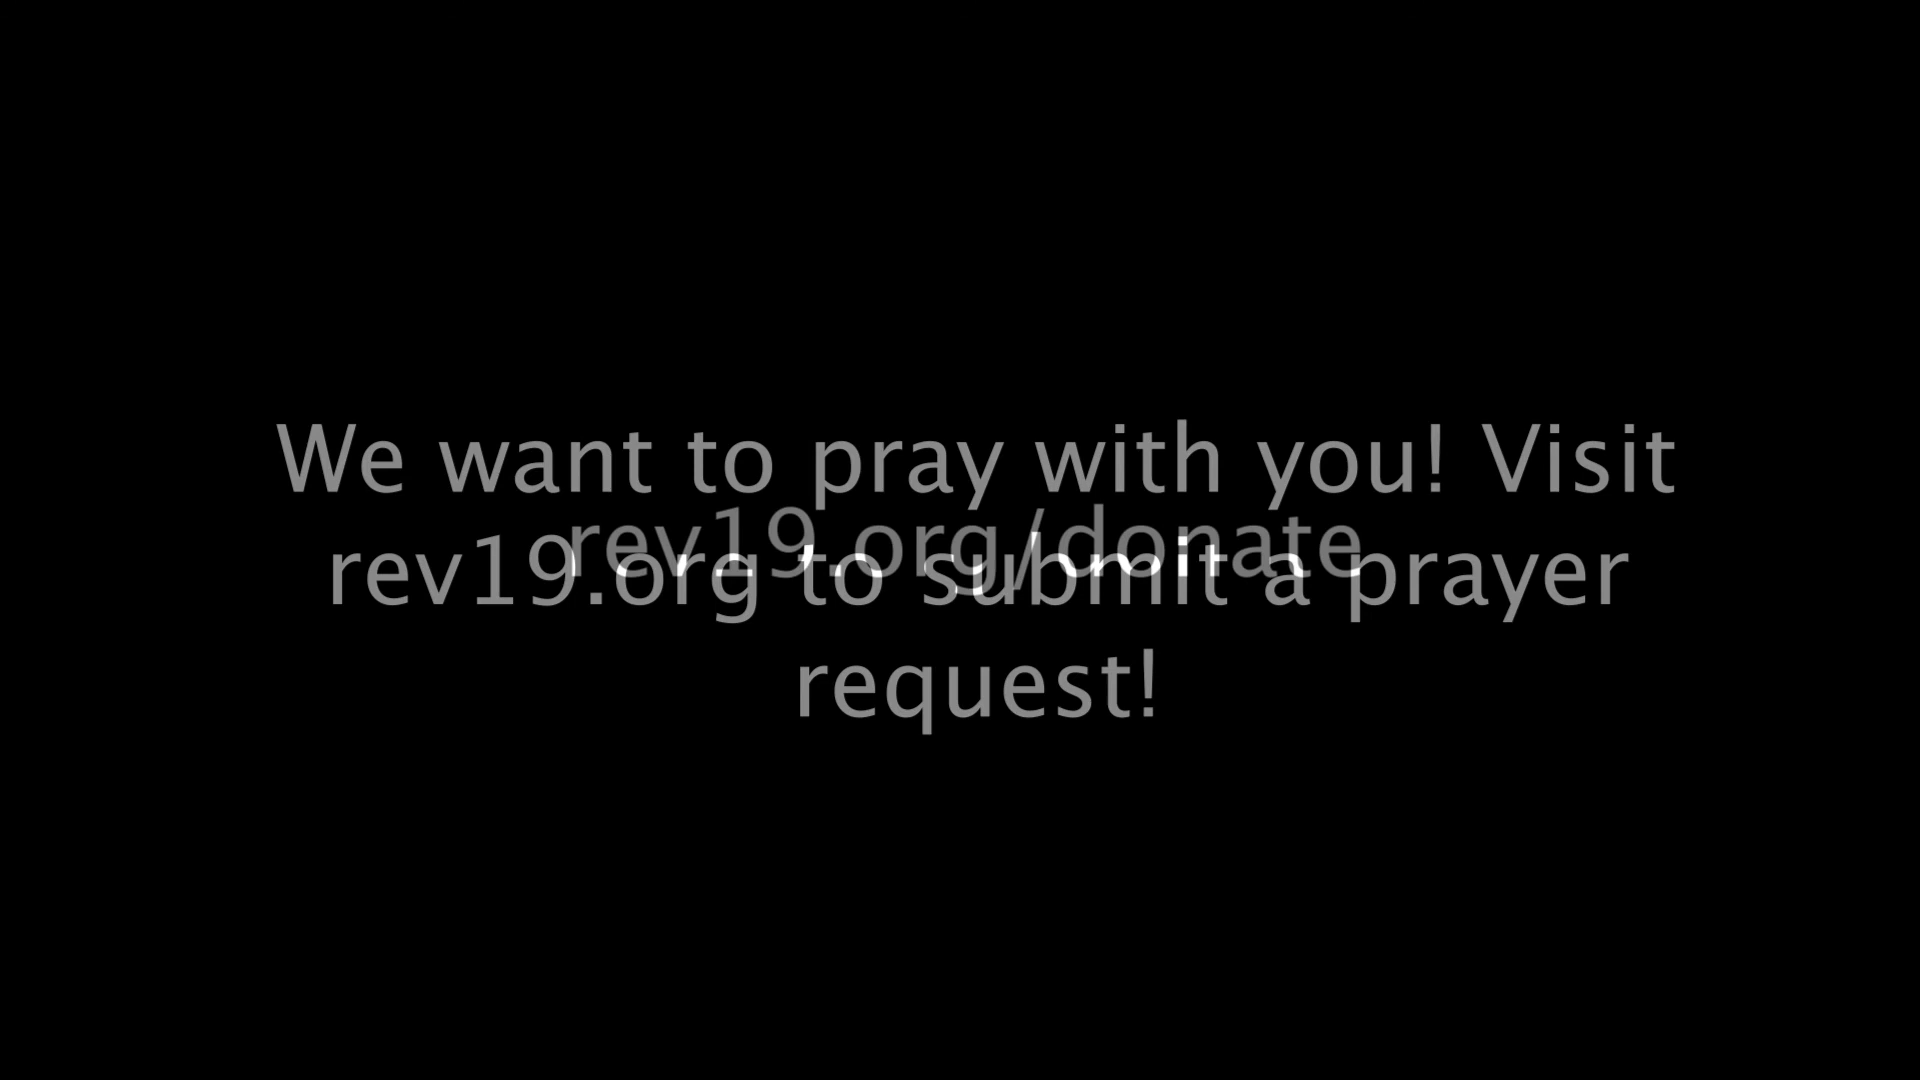 We want to pray with you! Visit
rev19.org/donate
rev19.org to submit a prayer
request!